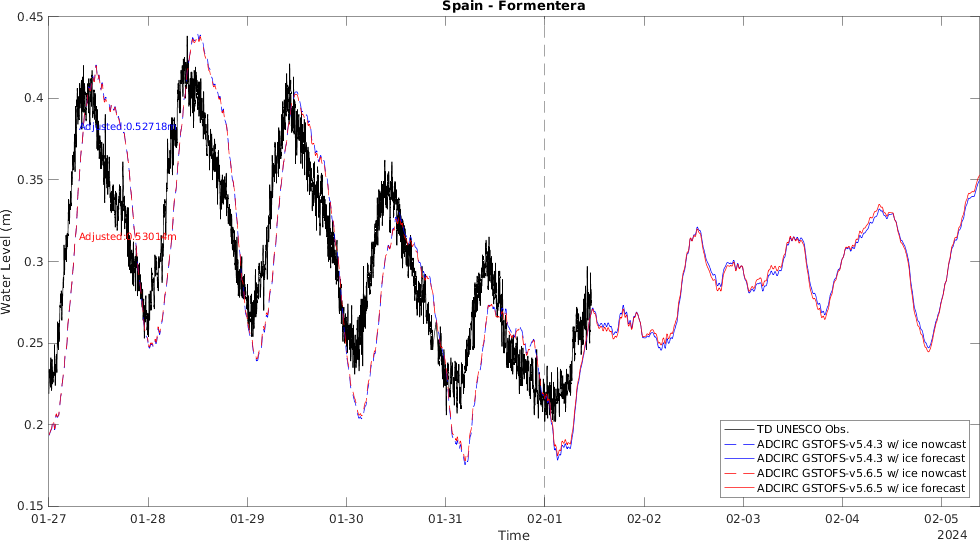 Spain - Formentera
0.45
0.4
0.35
0.3
0.25
0.2
0.15
Water Level (m)
Adjusted:0.52718m
Adjusted:0.53014m
TD UNESCO Obs.
ADCIRC GSTOFS-v5.4.3 w/ ice nowcast
ADCIRC GSTOFS-v5.4.3 w/ ice forecast
ADCIRC GSTOFS-v5.6.5 w/ ice nowcast
ADCIRC GSTOFS-v5.6.5 w/ ice forecast
01-27 01-28 01-29 01-30 01-31 02-01 02-02 02-03 02-04 02-05
Time
2024